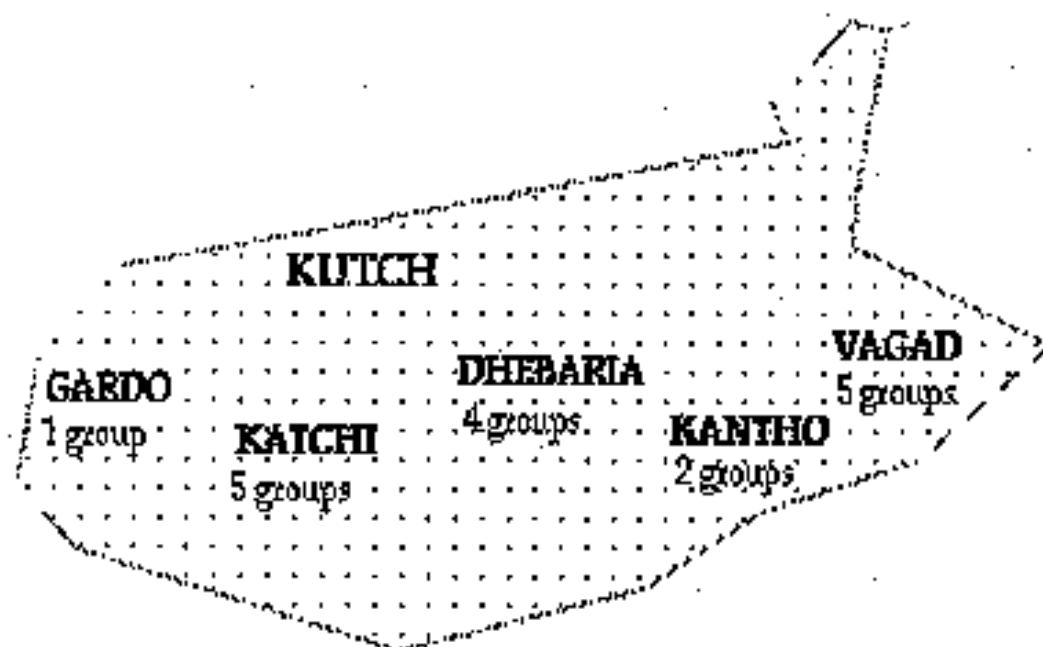 KUTCH
GARDO
1 group
KATCHI
5 groups
DHEBARIA
4 groups
KANTHO
2 groups
VAGAD
5 groups